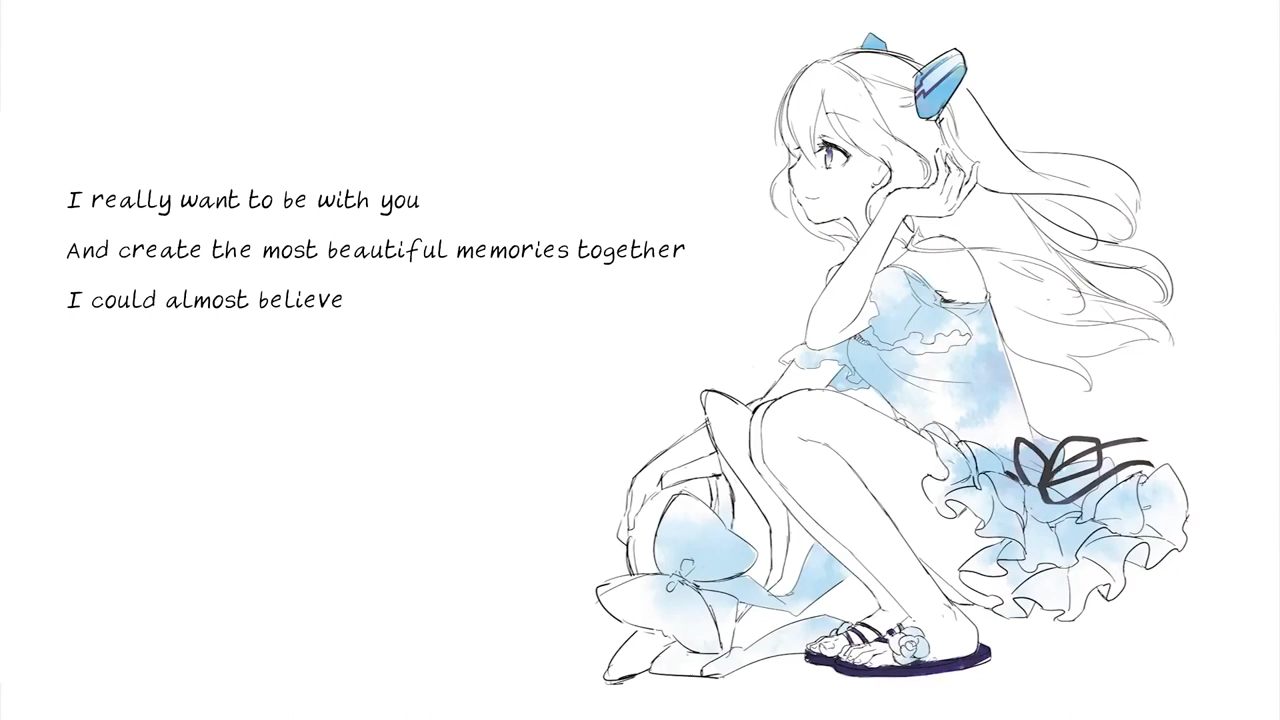 I really want to be with you
And create the most beautiful memories together
I could almost believe